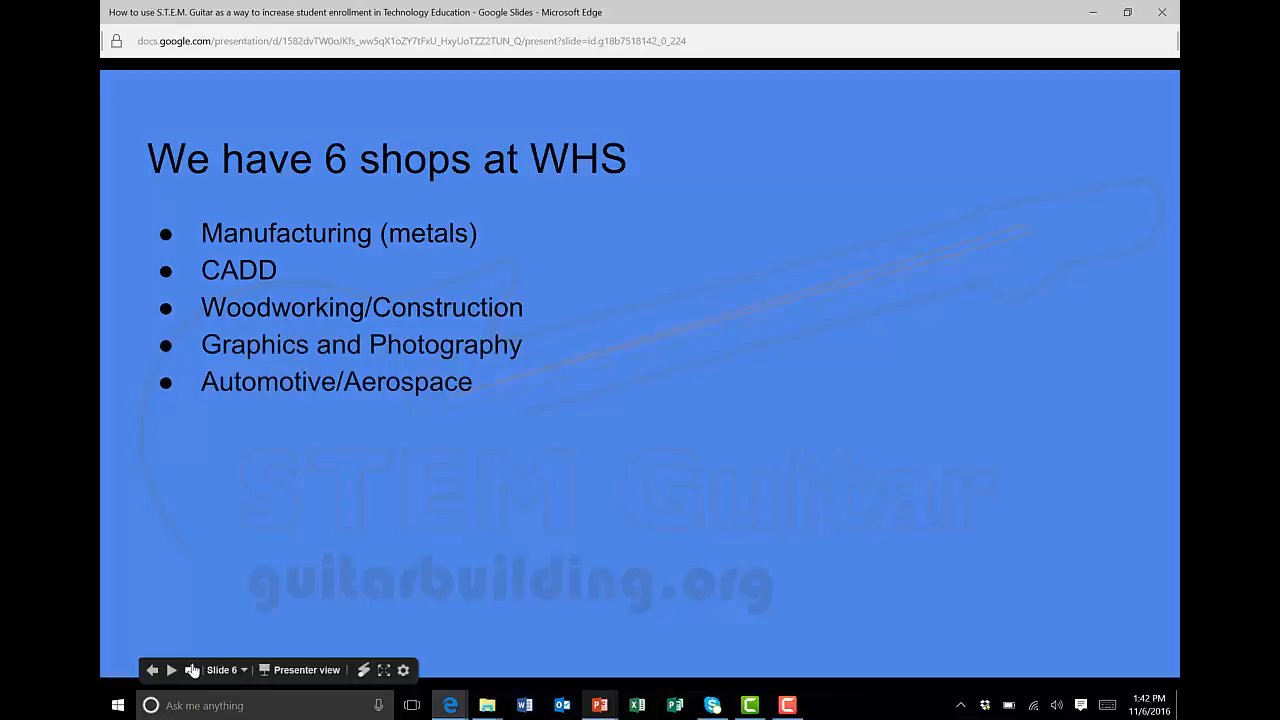 How to use S.T.E.M. Guitar as a way to increase student enrollment in Technology Education - Google Slides - Microsoft Edge
docs.google.com/presentation/d/1582dvTW0oJKfs_ww5qX1oZY7tFxU_HxyUoTZZ2TUN_Q/present?slide=id.g18b7518142_0_224
We have 6 shops at WHS
● Manufacturing (metals)
● CADD
● Woodworking/Construction
● Graphics and Photography
● Automotive/Aerospace
STEM Guitar
guitarbuilding.org
Slide 6 Presenter view
Ask me anything
1:42 PM
11/6/2016